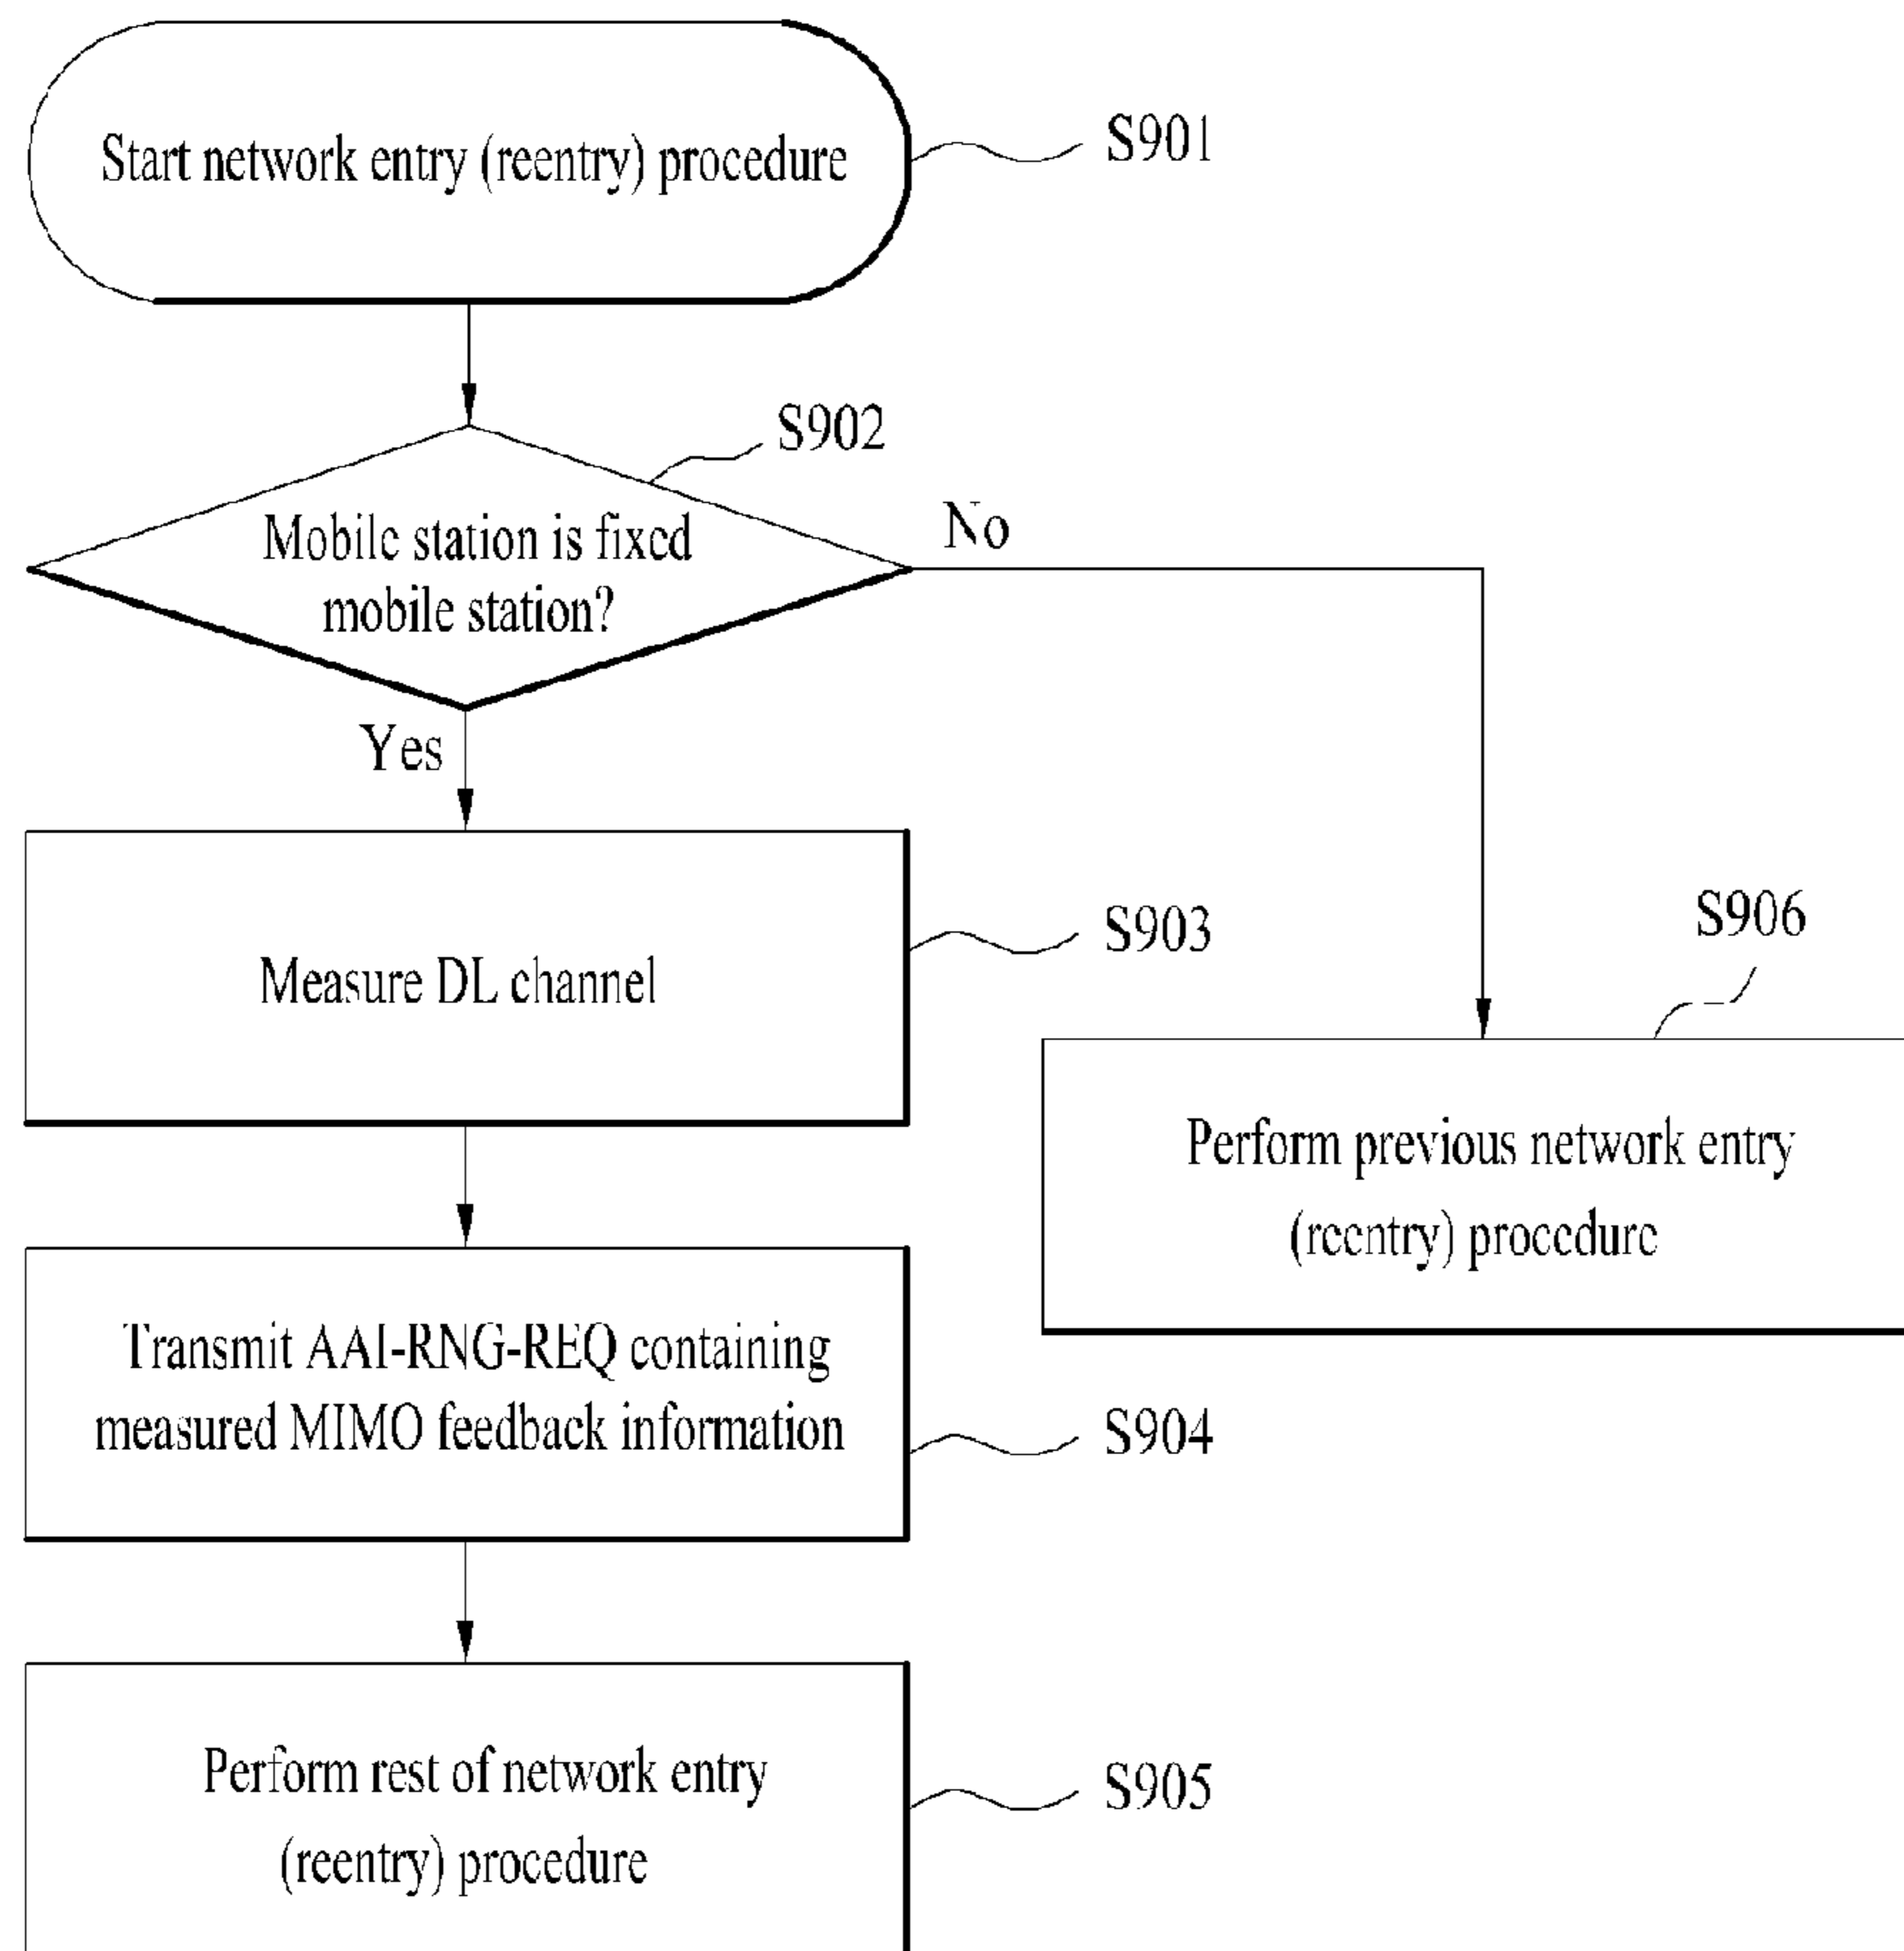 Start network entry (reentry) procedure
S901
S902
Mobile station is fixed
mobile station?
No
Yes
Measure DL channel
S903
S906
Perform previous network entry
(reentry) procedure
Transmit AAI-RNG-REQ containing
measured MIMO feedback information
S904
Perform rest of network entry
(reentry) procedure
S905